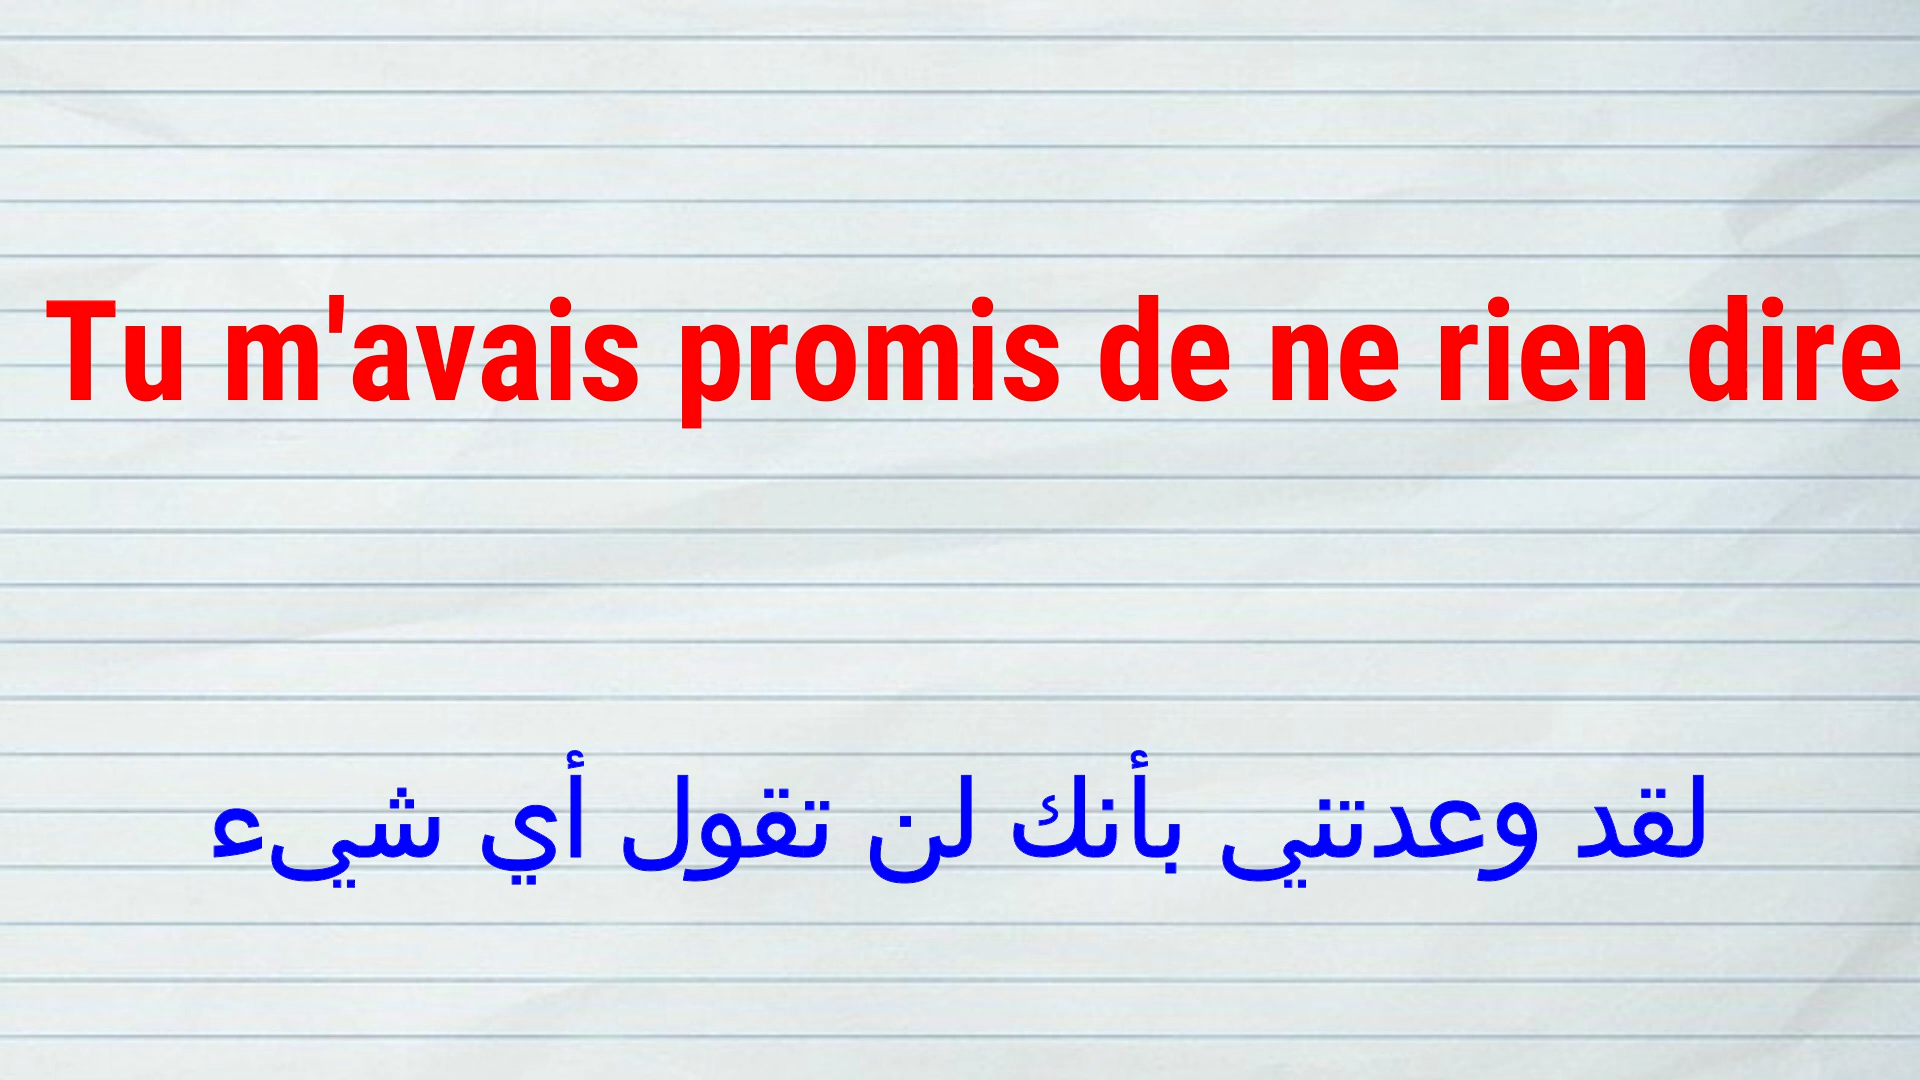 Tu m'avais promis de ne rien dire
لقد وعدتني بأنك لن تقول أي شيء